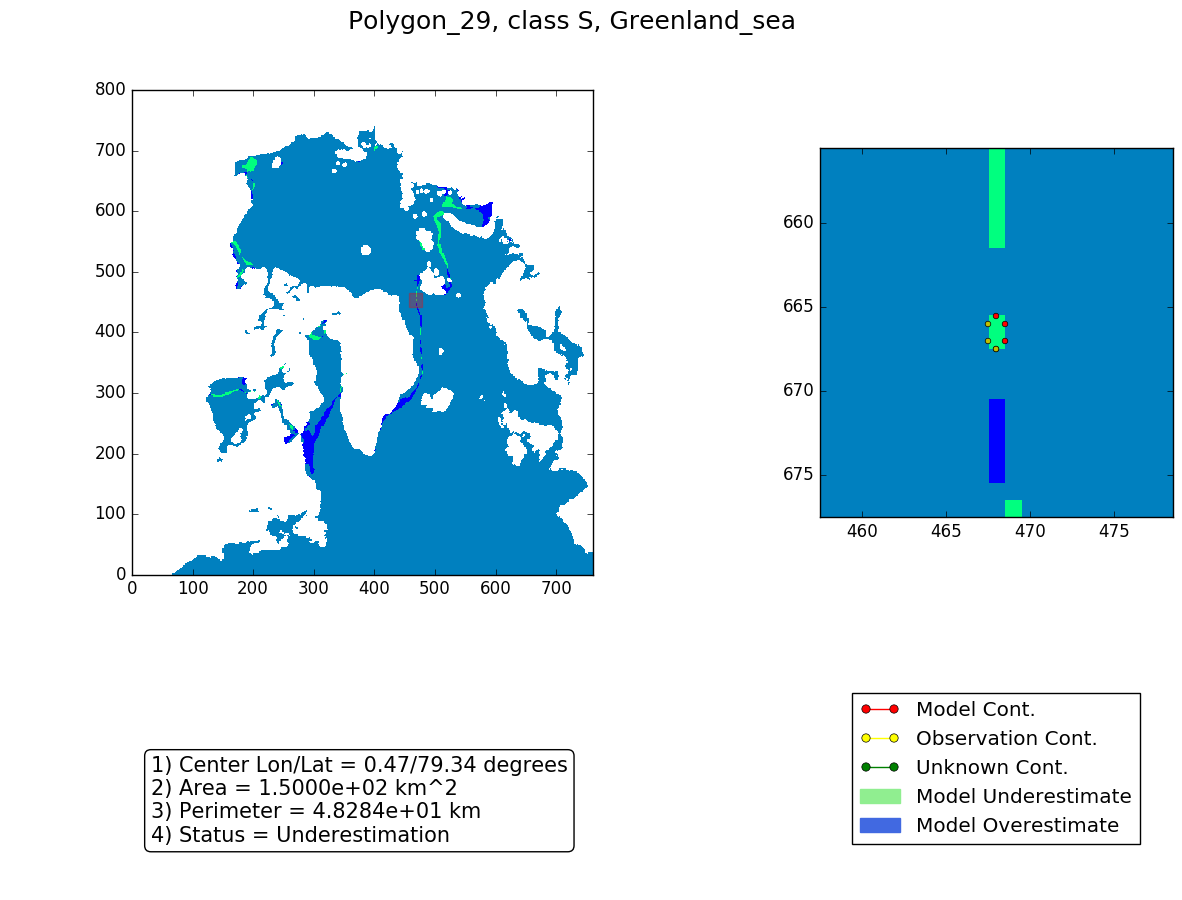 Polygon_29, class S, Greenland_sea
800
700
600
500
400
300
200
100
0
0 100 200 300 400 500 600 700
660
665
670
675
460 465 470 475
1) Center Lon/Lat = 0.47/79.34 degrees
2) Area = 1.5000e+02 km^2
3) Perimeter = 4.8284e+01 km
4) Status = Underestimation
Model Cont.
Observation Cont.
Unknown Cont.
Model Underestimate
Model Overestimate